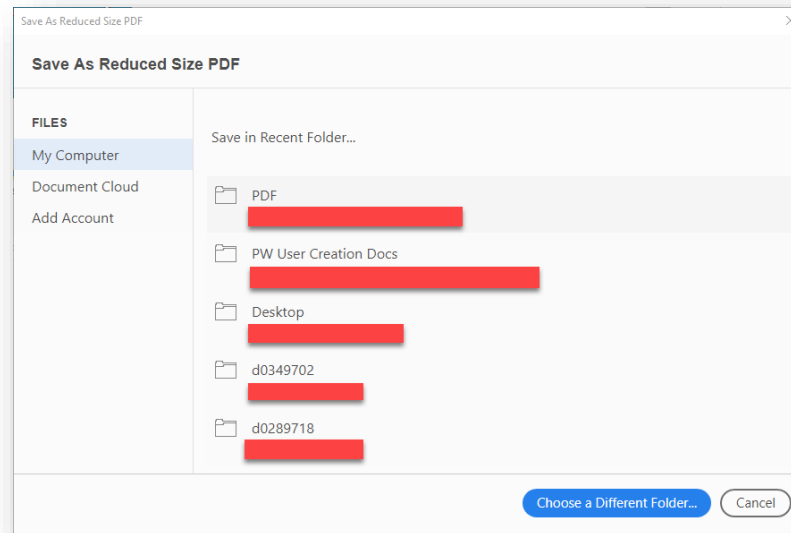 Save As Reduced Size PDF
Save As Reduced Size PDF
FILES
My Computer
Document Cloud
Add Account
Save in Recent Folder...
PDF
PW User Creation Docs
Desktop
d0349702
d0289718
Choose a Different Folder...
Cancel